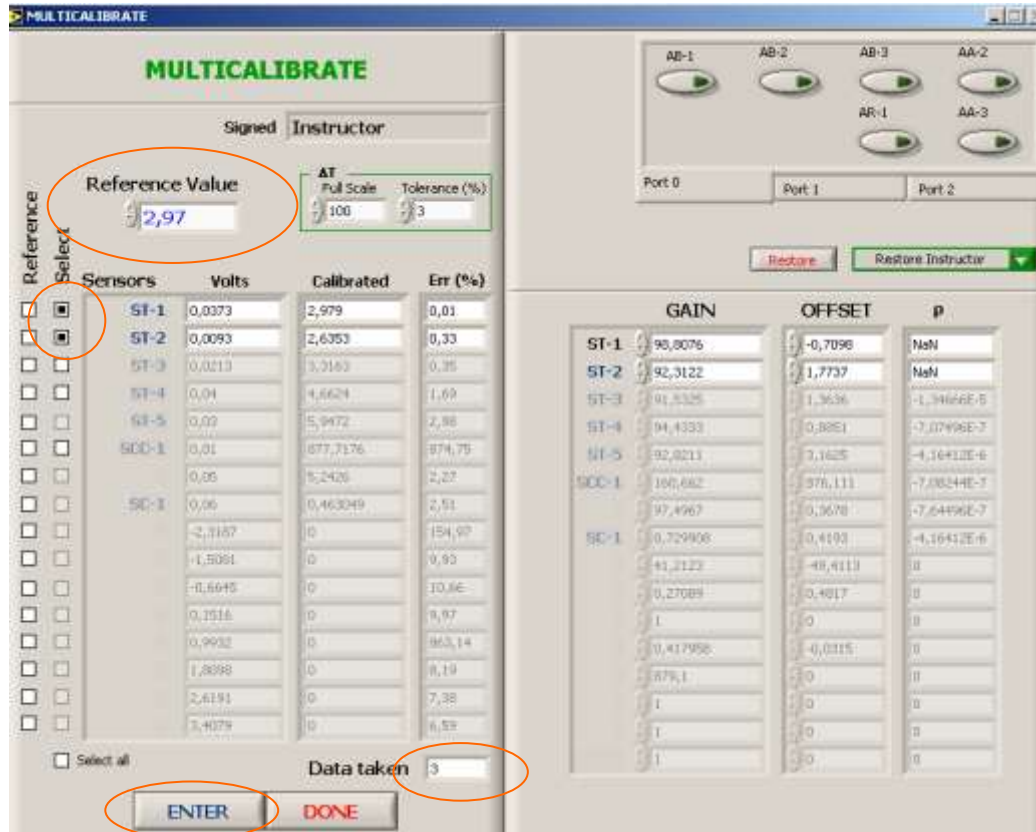 MULTICALIBRATE
MULTICALIBRATE
Signed Instructor
Reference Value
2,97
ΔT
Full Scale Tolerance (%)
100 3
Reference
Select
Sensors Volts Calibrated Err (%)
ST-1 0,0373 2,979 0,01
ST-2 0,0093 2,6353 0,33
ST-3 0,0213 3,3163 0,35
ST-4 0,04 4,6624 1,69
ST-5 0,03 5,9472 2,98
SCC-1 0,01 877,7176 874,75
0,05 5,2426 2,27
SC-1 0,06 0,463049 2,51
-2,3187 0 154,97
-1,5081 0 9,93
-0,6645 0 10,66
0,1516 0 9,97
0,9932 0 863,14
1,8098 0 8,19
2,6191 0 7,38
3,4079 0 6,59
Select all
Data taken 3
ENTER DONE
AB-1 AB-2 AB-3 AA-2
AR-1 AA-3
Port 0 Port 1 Port 2
Restore Restore Instructor
GAIN OFFSET ρ
ST-1 98,8076 -0,7098 NaN
ST-2 92,3122 1,7737 NaN
ST-3 91,5325 1,3636 -1,34666E-5
ST-4 94,4333 0,8851 -7,07496E-7
ST-5 92,8211 3,1625 -4,16412E-6
SCC-1 160,662 876,111 -7,08244E-7
97,4967 0,3678 -7,64496E-7
SC-1 0,729908 0,4193 -4,16412E-6
41,2123 -49,4113 0
0,27089 0,4817 0
1 0 0
0,417958 -0,0315 0
879,1 0 0
1 0 0
1 0 0
1 0 0